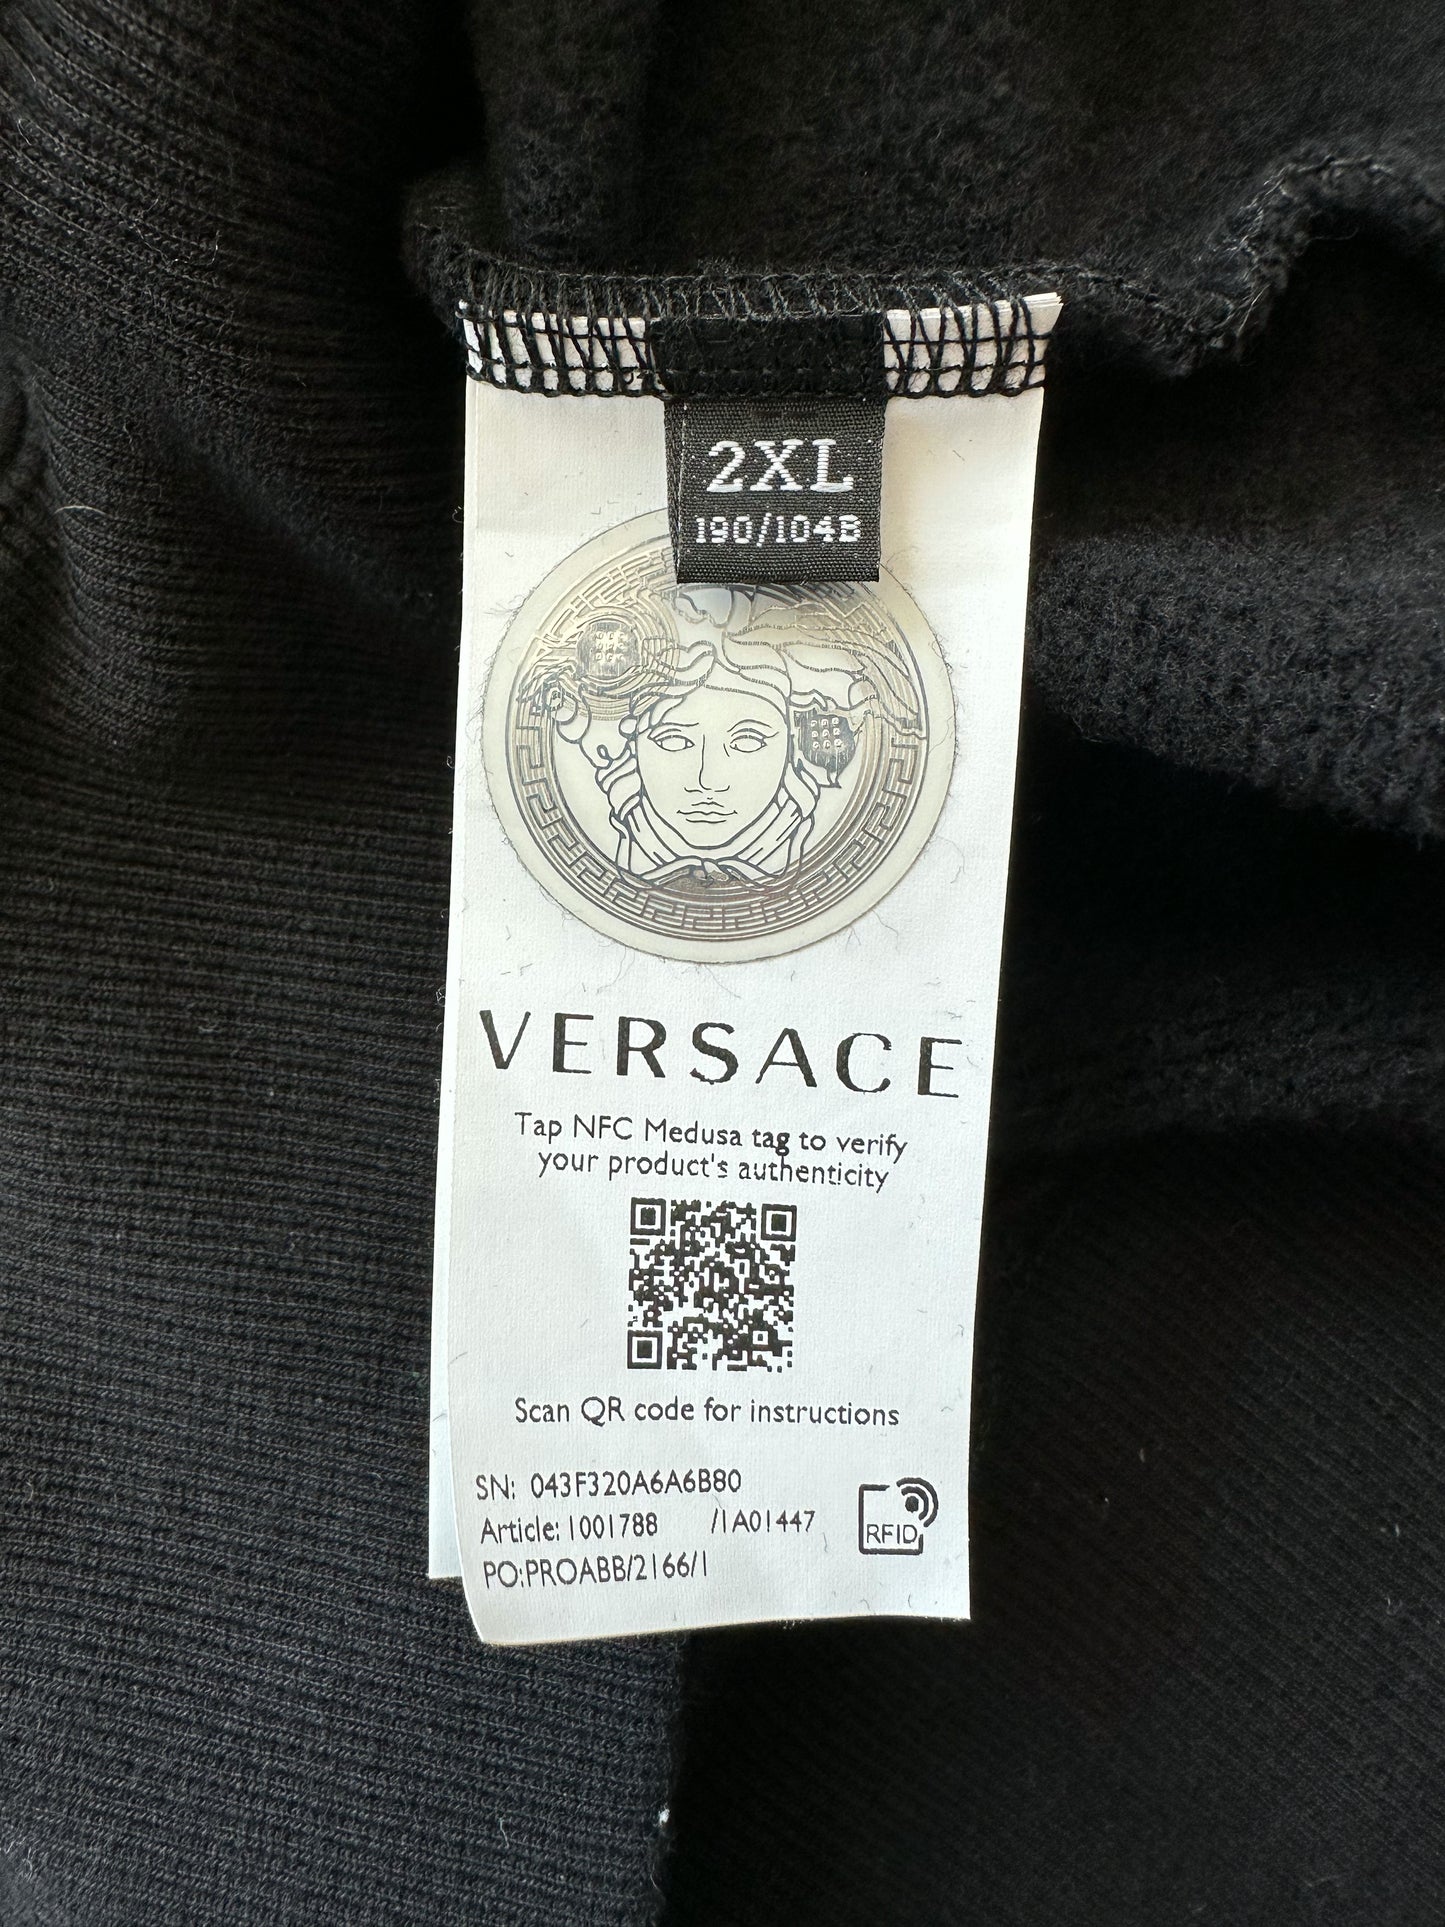 2XL
190/104B
VERSACE
Tap NFC Medusa tag to verify
your product's authenticity
Scan QR code for instructions
SN: 043F320A6A6B80
Article: 1001788 /1A01447
PO:PROABB/2166/1
RFID